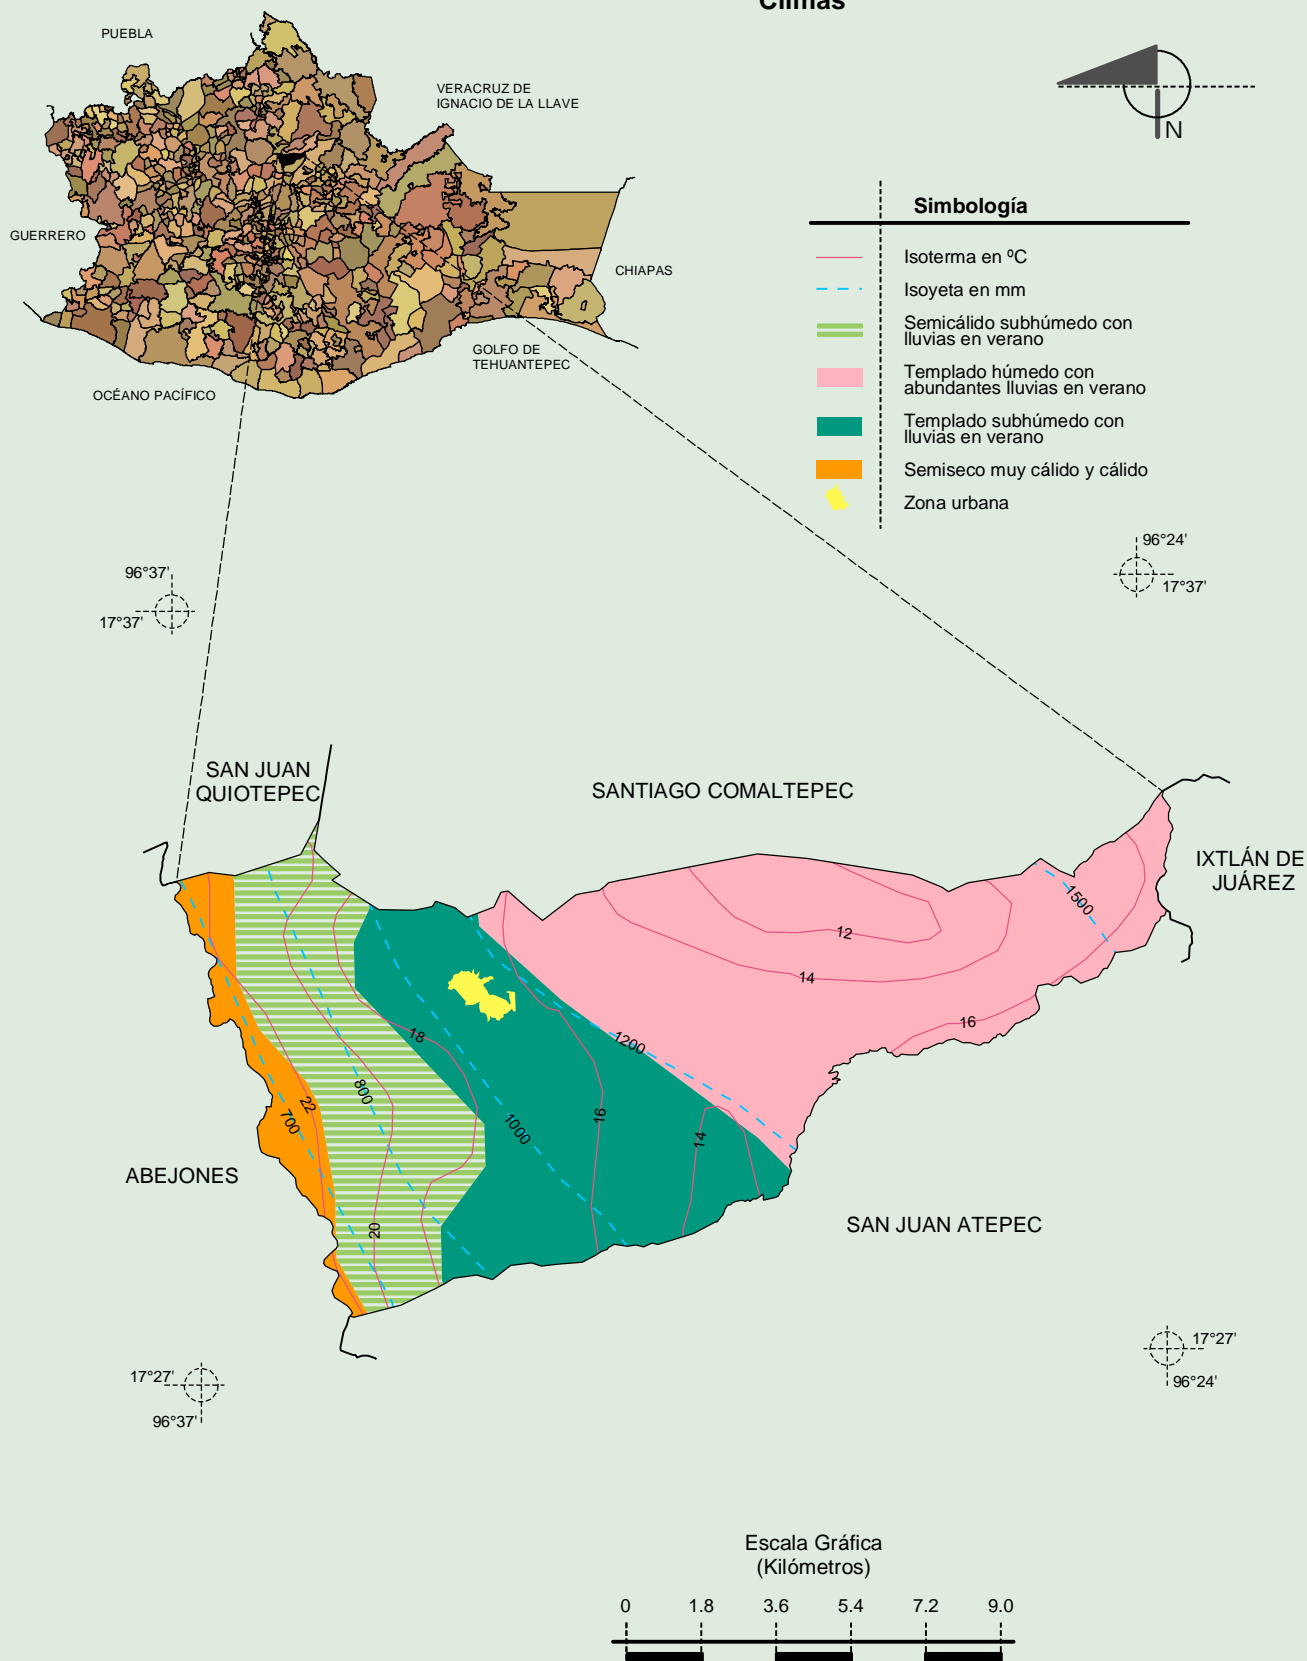 Climas
PUEBLA
VERACRUZ DE
IGNACIO DE LA LLAVE
N
GUERRERO
CHIAPAS
GOLFO DE
TEHUANTEPEC
OCÉANO PACÍFICO
Simbología
Isoterma en ºC
Isoyeta en mm
Semicálido subhúmedo con
lluvias en verano
Templado húmedo con
abundantes lluvias en verano
Templado subhúmedo con
lluvias en verano
Semiseco muy cálido y cálido
Zona urbana
96°37'
17°37'
96°24'
17°37'
SAN JUAN
QUIOTEPEC
SANTIAGO COMALTEPEC
IXTLÁN DE
JUÁREZ
1500
12
14
16
18
1200
800
22
700
1000
16
14
20
ABEJONES
SAN JUAN ATEPEC
17°27'
96°37'
17°27'
96°24'
Escala Gráfica
(Kilómetros)
0 1.8 3.6 5.4 7.2 9.0